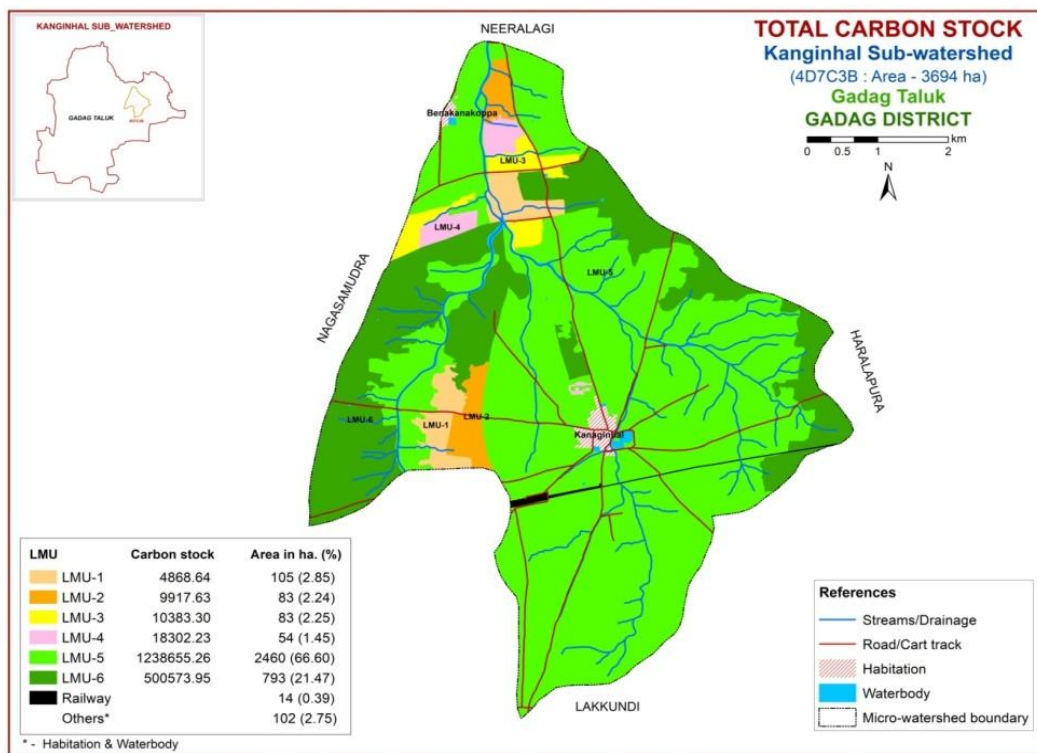 KANGINHAL SUB_WATERSHED
GADAG TALUK
NEERALAGI
TOTAL CARBON STOCK
Kanginhal Sub-watershed
(4D7C3B : Area - 3694 ha)
Gadag Taluk
GADAG DISTRICT
0 0.5 1 2 km
N
Benakanakoppa
LMU-3
LMU-4
LMU-5
NAGASAMUDRA
HARALAPURA
LMU-6
LMU-1
LMU-2
Kanaginhal
LAKKUNDI
LMU Carbon stock Area in ha. (%)
LMU-1 4868.64 105 (2.85)
LMU-2 9917.63 83 (2.24)
LMU-3 10383.30 83 (2.25)
LMU-4 18302.23 54 (1.45)
LMU-5 1238655.26 2460 (66.60)
LMU-6 500573.95 793 (21.47)
Railway 14 (0.39)
Others* 102 (2.75)
* - Habitation & Waterbody
References
Streams/Drainage
Road/Cart track
Habitation
Waterbody
Micro-watershed boundary